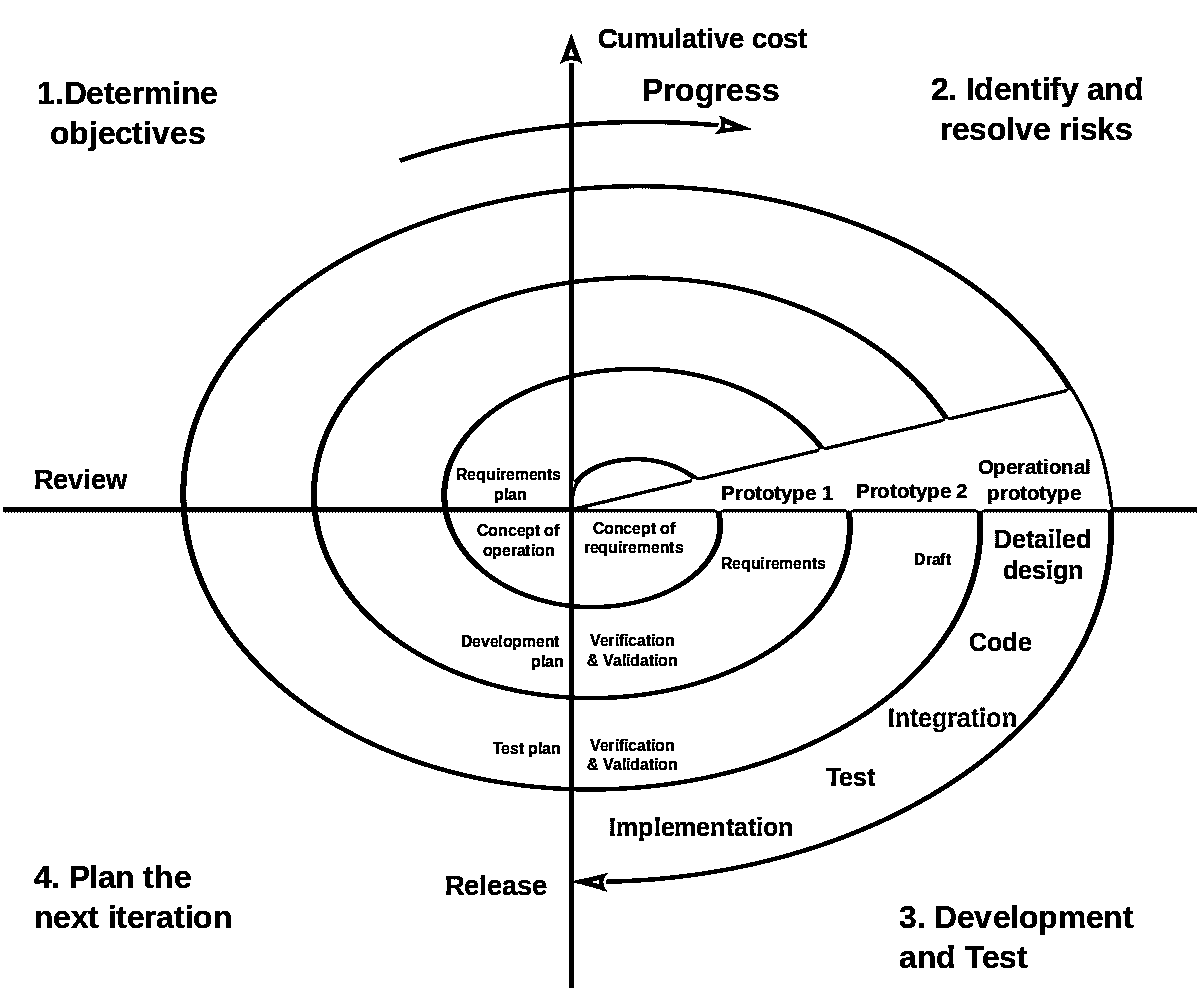 Cumulative cost
Progress
1.Determine
objectives
2. Identify and
resolve risks
Review
Requirements
plan
Concept of
operation
Concept of
requirements
Prototype 1
Prototype 2
Operational
prototype
Requirements
Draft
Detailed
design
Development
plan
Verification
& Validation
Code
Test plan
Verification
& Validation
Integration
Test
Implementation
Release
4. Plan the
next iteration
3. Development
and Test